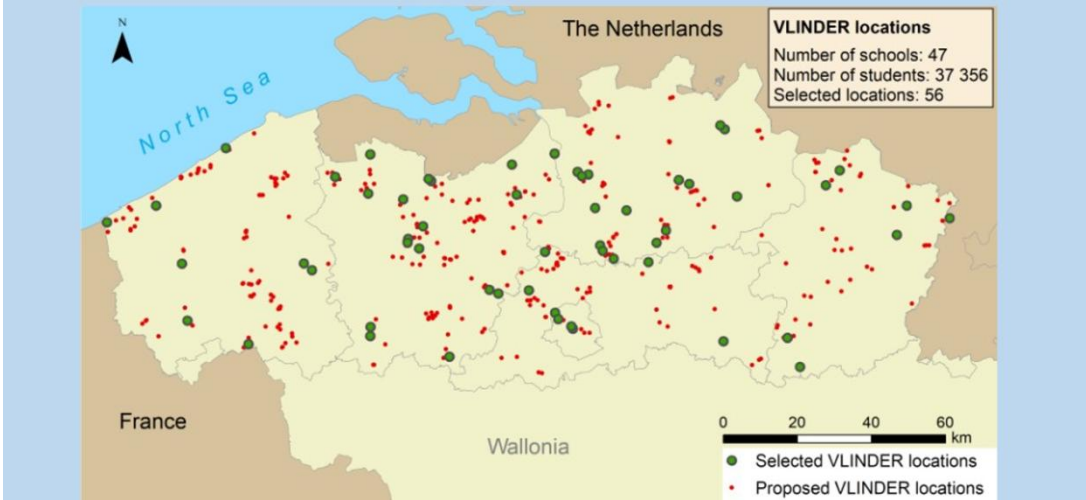 N
The Netherlands
VLINDER locations
Number of schools: 47
Number of students: 37 356
Selected locations: 56
North Sea
France
Wallonia
0 20 40 60
km
Selected VLINDER locations
Proposed VLINDER locations